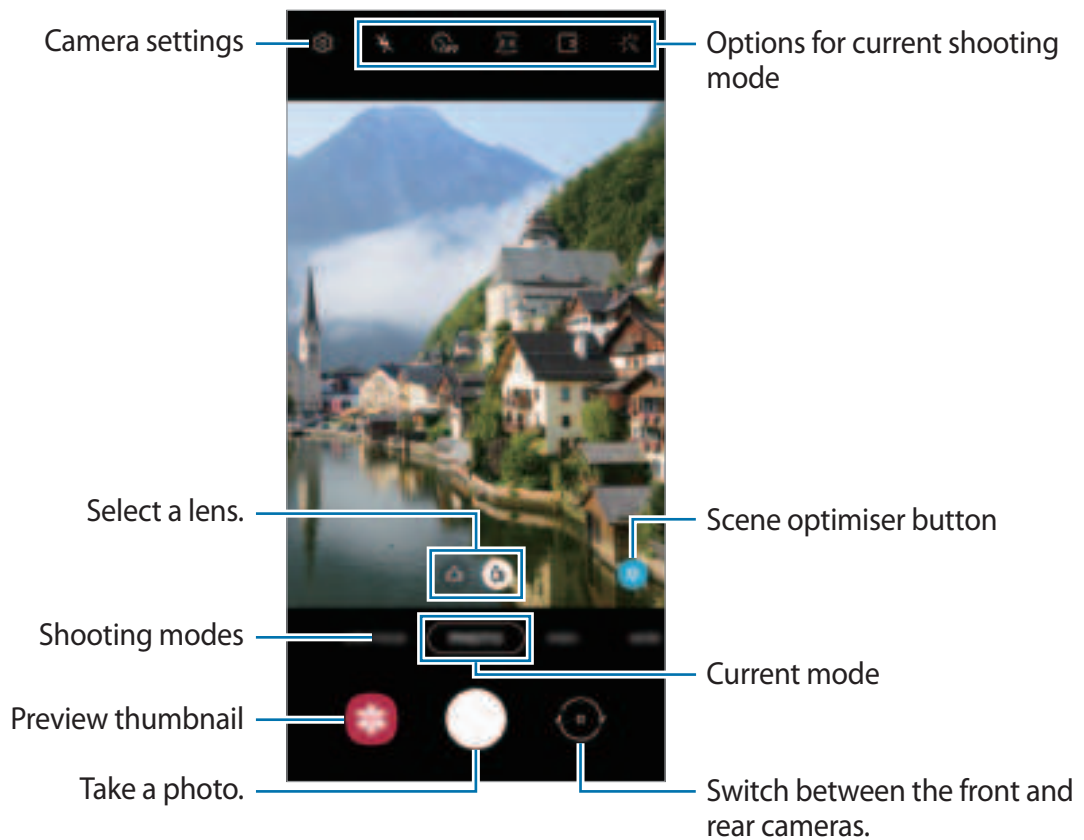 Camera settings
Options for current shooting
mode
Select a lens.
Scene optimiser button
Shooting modes
PHOTO
Current mode
Preview thumbnail
Take a photo.
Switch between the front and
rear cameras.